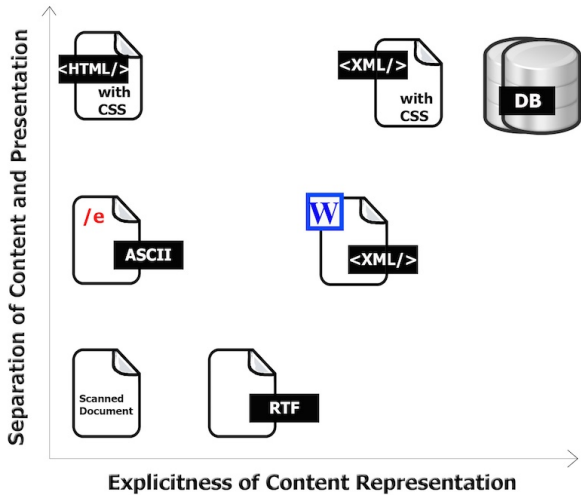 Separation of Content and Presentation
<HTML/>
with
CSS
<XML/>
with
CSS
DB
/e
ASCII
W
<XML/>
Scanned
Document
RTF
Explicitness of Content Representation